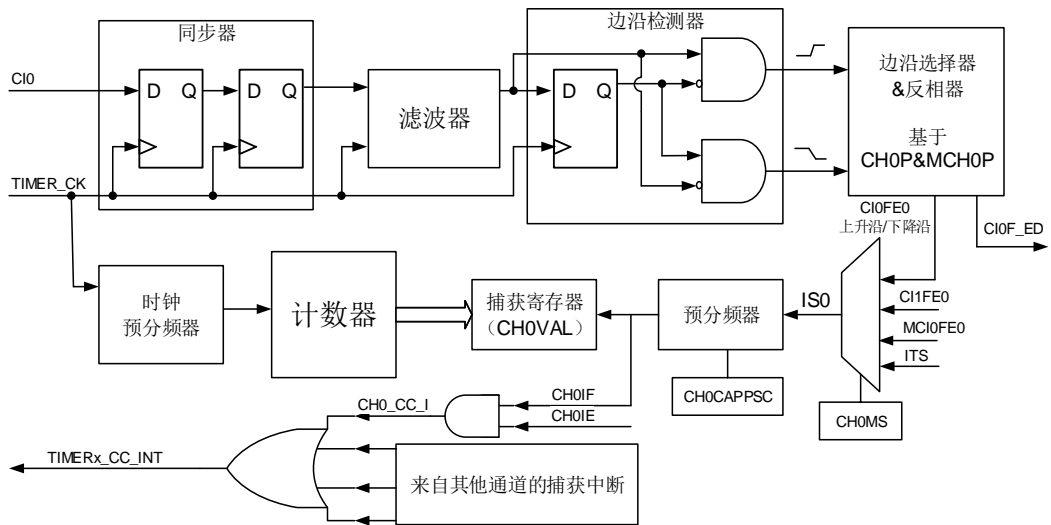 同步器
边沿检测器
CI0
D Q
D Q
滤波器
D Q
边沿选择器
&反相器
基于
CH0P&MCH0P
TIMER_CK
CI0FE0
上升沿/下降沿
CI0F_ED
时钟
预分频器
计数器
捕获寄存器
（CH0VAL）
预分频器
IS0
CI1FE0
MCI0FE0
ITS
CH0CAPPSC
CH0MS
CH0_CC_I
CH0IF
CH0IE
TIMERx_CC_INT
来自其他通道的捕获中断